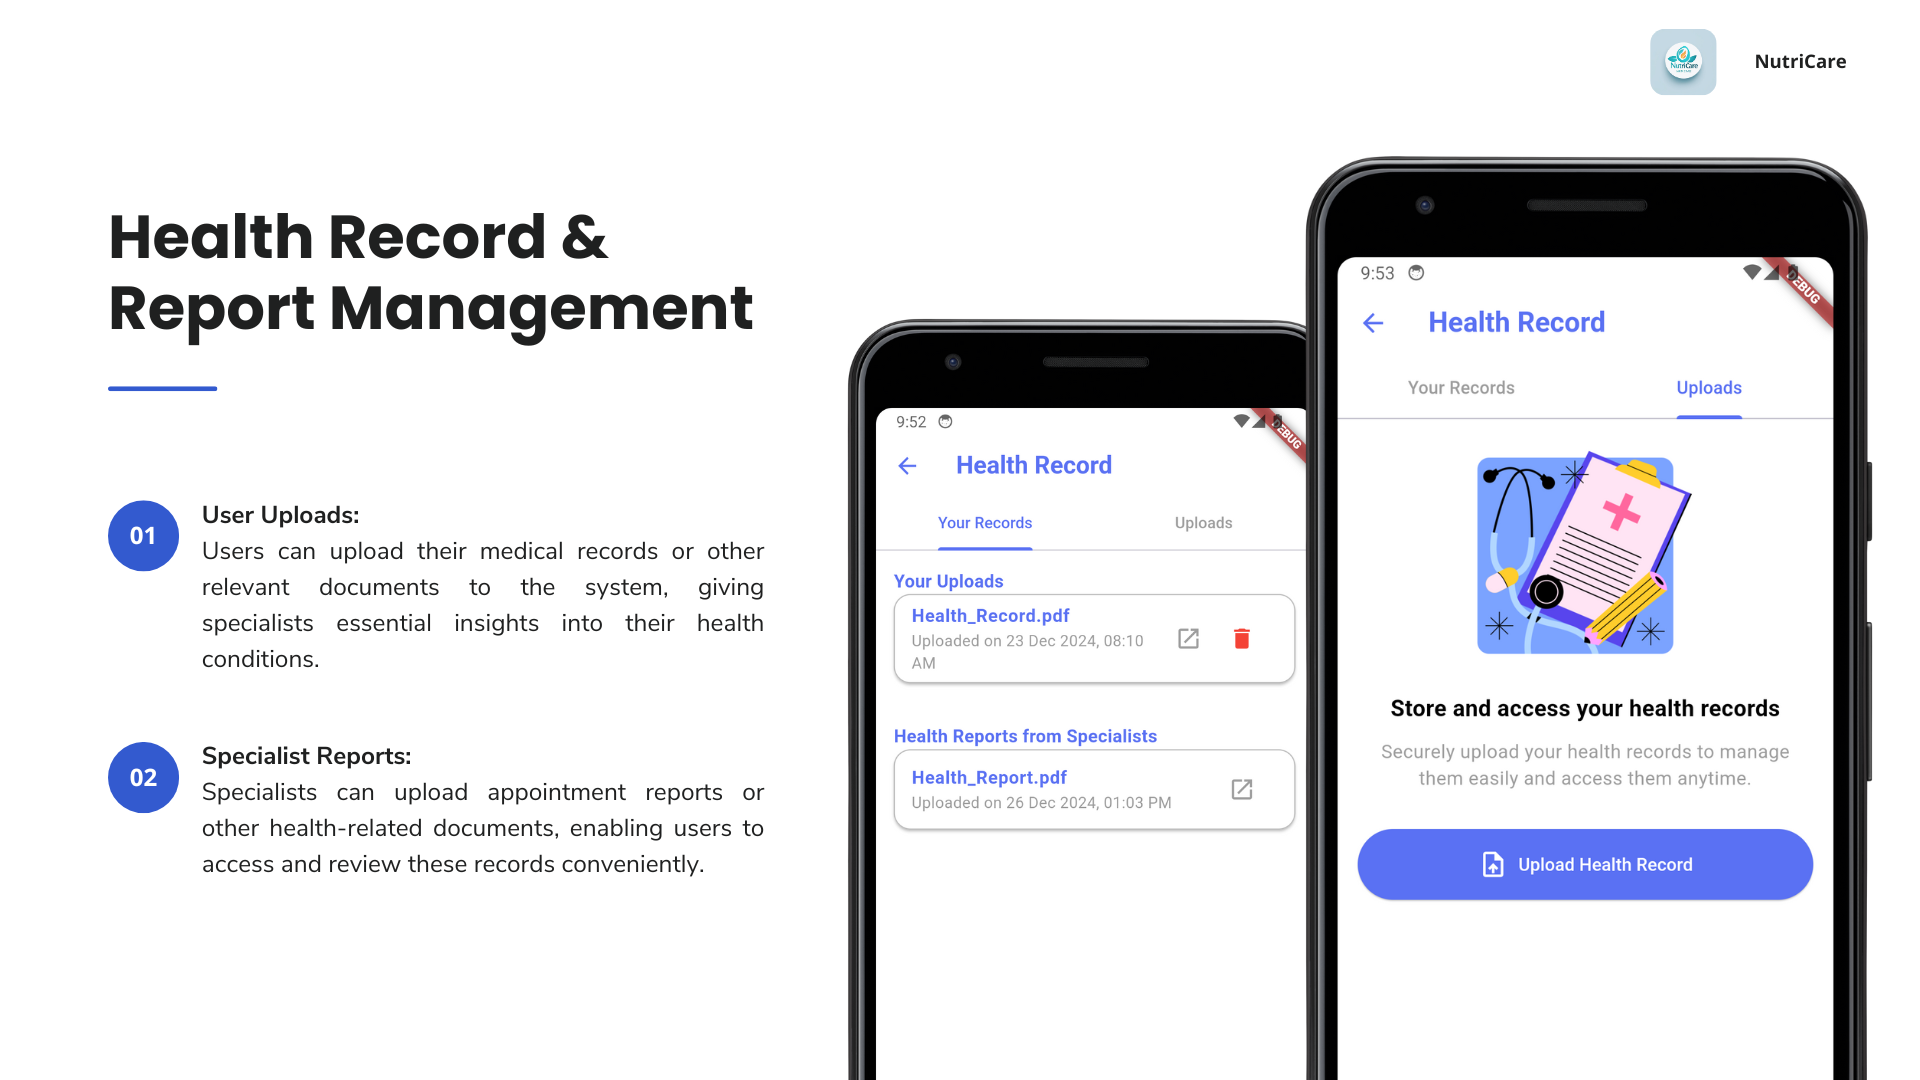 NutriCare
NutriCare
Health Record &
Report Management
01
User Uploads:
Users can upload their medical records or other
relevant documents to the system, giving
specialists essential insights into their health
conditions.
02
Specialist Reports:
Specialists can upload appointment reports or
other health-related documents, enabling users to
access and review these records conveniently.
9:52
EBUG
Health Record
Your Records
Uploads
Your Uploads
Health_Record.pdf
Uploaded on 23 Dec 2024, 08:10
AM
Health Reports from Specialists
Health_Report.pdf
Uploaded on 26 Dec 2024, 01:03 PM
9:53
EBUG
Health Record
Your Records
Uploads
Store and access your health records
Securely upload your health records to manage
them easily and access them anytime.
Upload Health Record